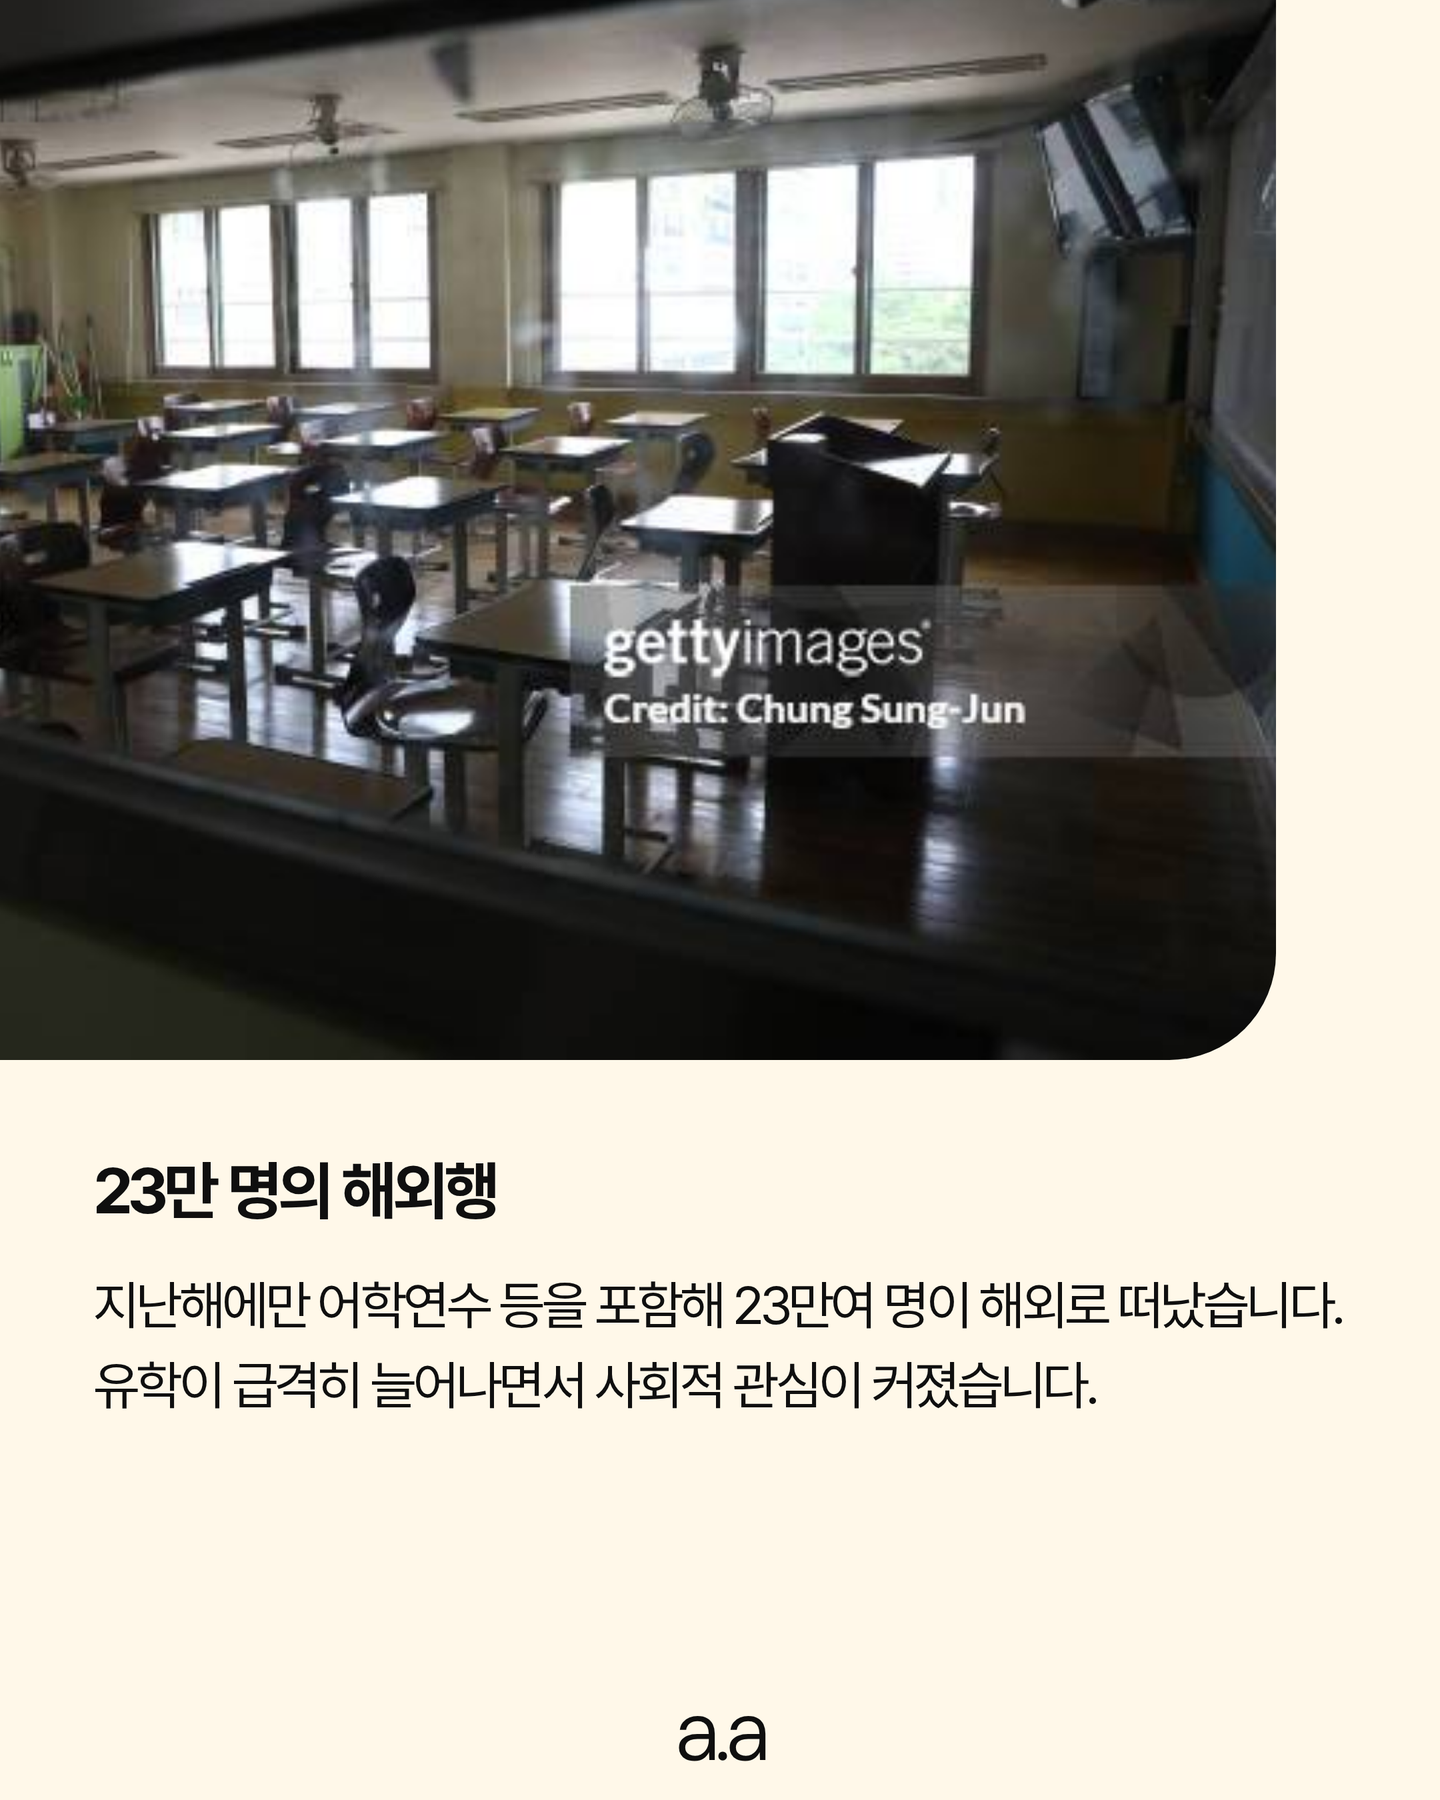 gettyimages®
Credit: Chung Sung-Jun
23만 명의 해외행
지난해에만 어학연수 등을 포함해 23만여 명이 해외로 떠났습니다.
유학이 급격히 늘어나면서 사회적 관심이 커졌습니다.
a.a